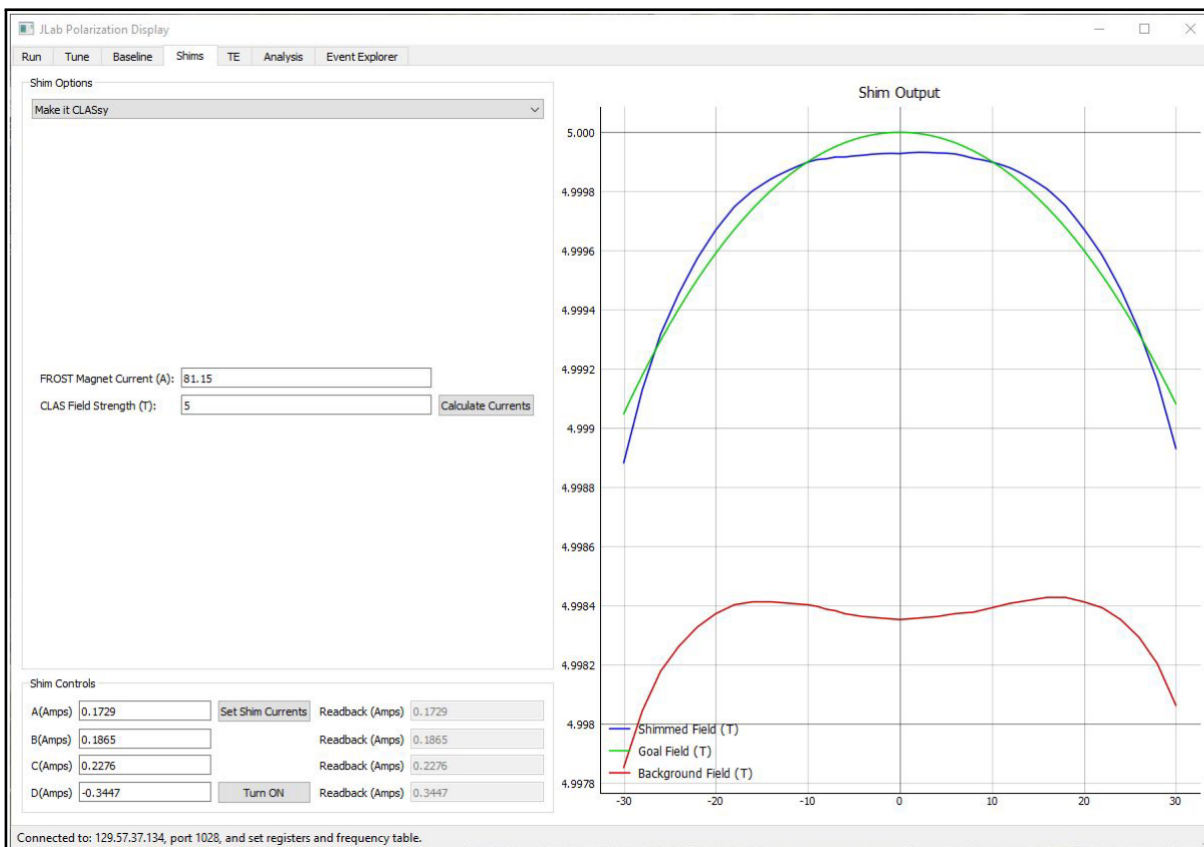 JLab Polarization Display
Run Tune Baseline Shims TE Analysis Event Explorer
Shim Options
Make it CLASsy
FROST Magnet Current (A): 81.15
CLAS Field Strength (T): 5 Calculate Currents
Shim Controls
A(Amps) 0.1729 Set Shim Currents Readback (Amps) 0.1729
B(Amps) 0.1865 Readback (Amps) 0.1865
C(Amps) 0.2276 Readback (Amps) 0.2276
D(Amps) -0.3447 Turn ON Readback (Amps) 0.3447
Shim Output
5.000
4.9998
4.9996
4.9994
4.9992
4.999
4.9988
4.9986
4.9984
4.9982
4.998
4.9978
Shimmed Field (T)
Goal Field (T)
Background Field (T)
-30 -20 -10 0 10 20 30
Connected to: 129.57.37.134, port 1028, and set registers and frequency table.